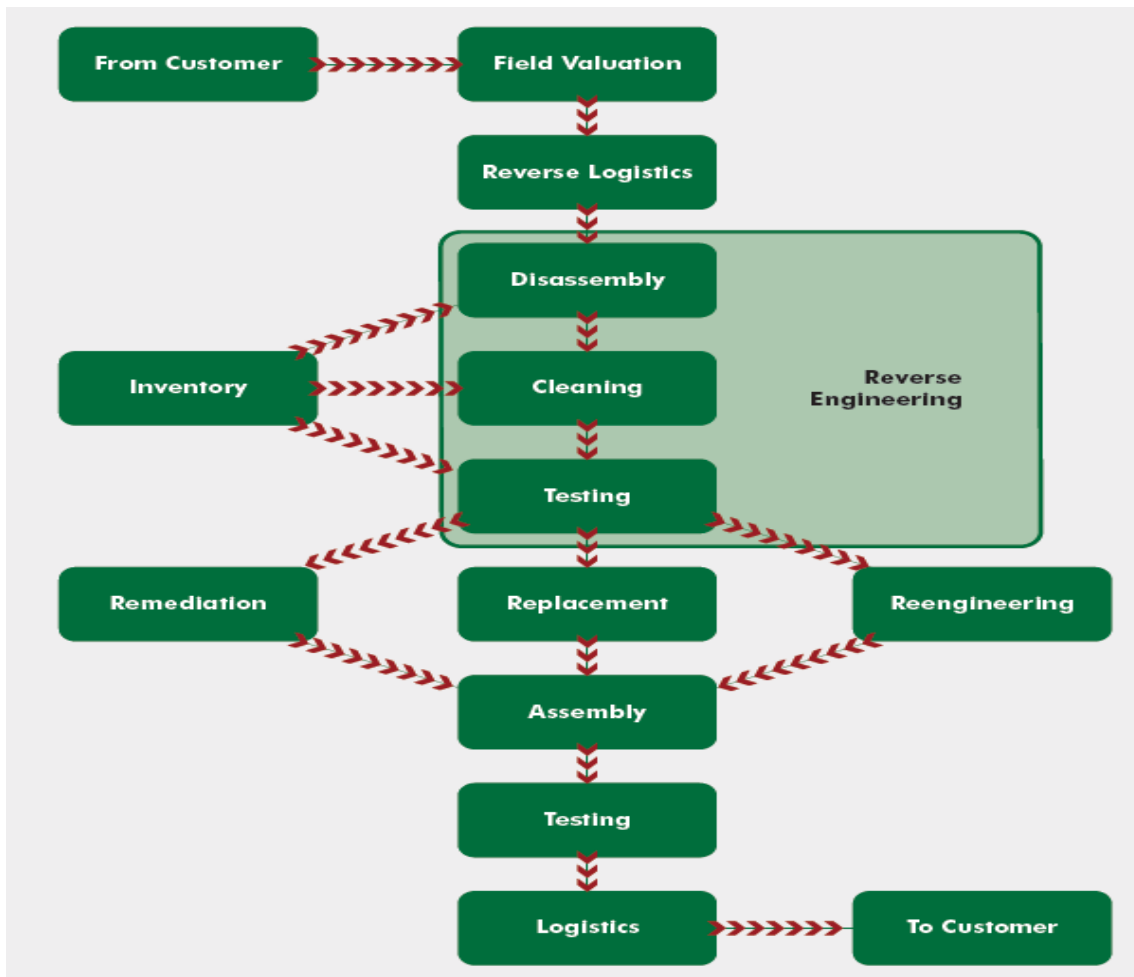 From Customer
Field Valuation
Reverse Logistics
Disassembly
Inventory
Cleaning
Reverse
Engineering
Testing
Remediation
Replacement
Reengineering
Assembly
Testing
Logistics
To Customer